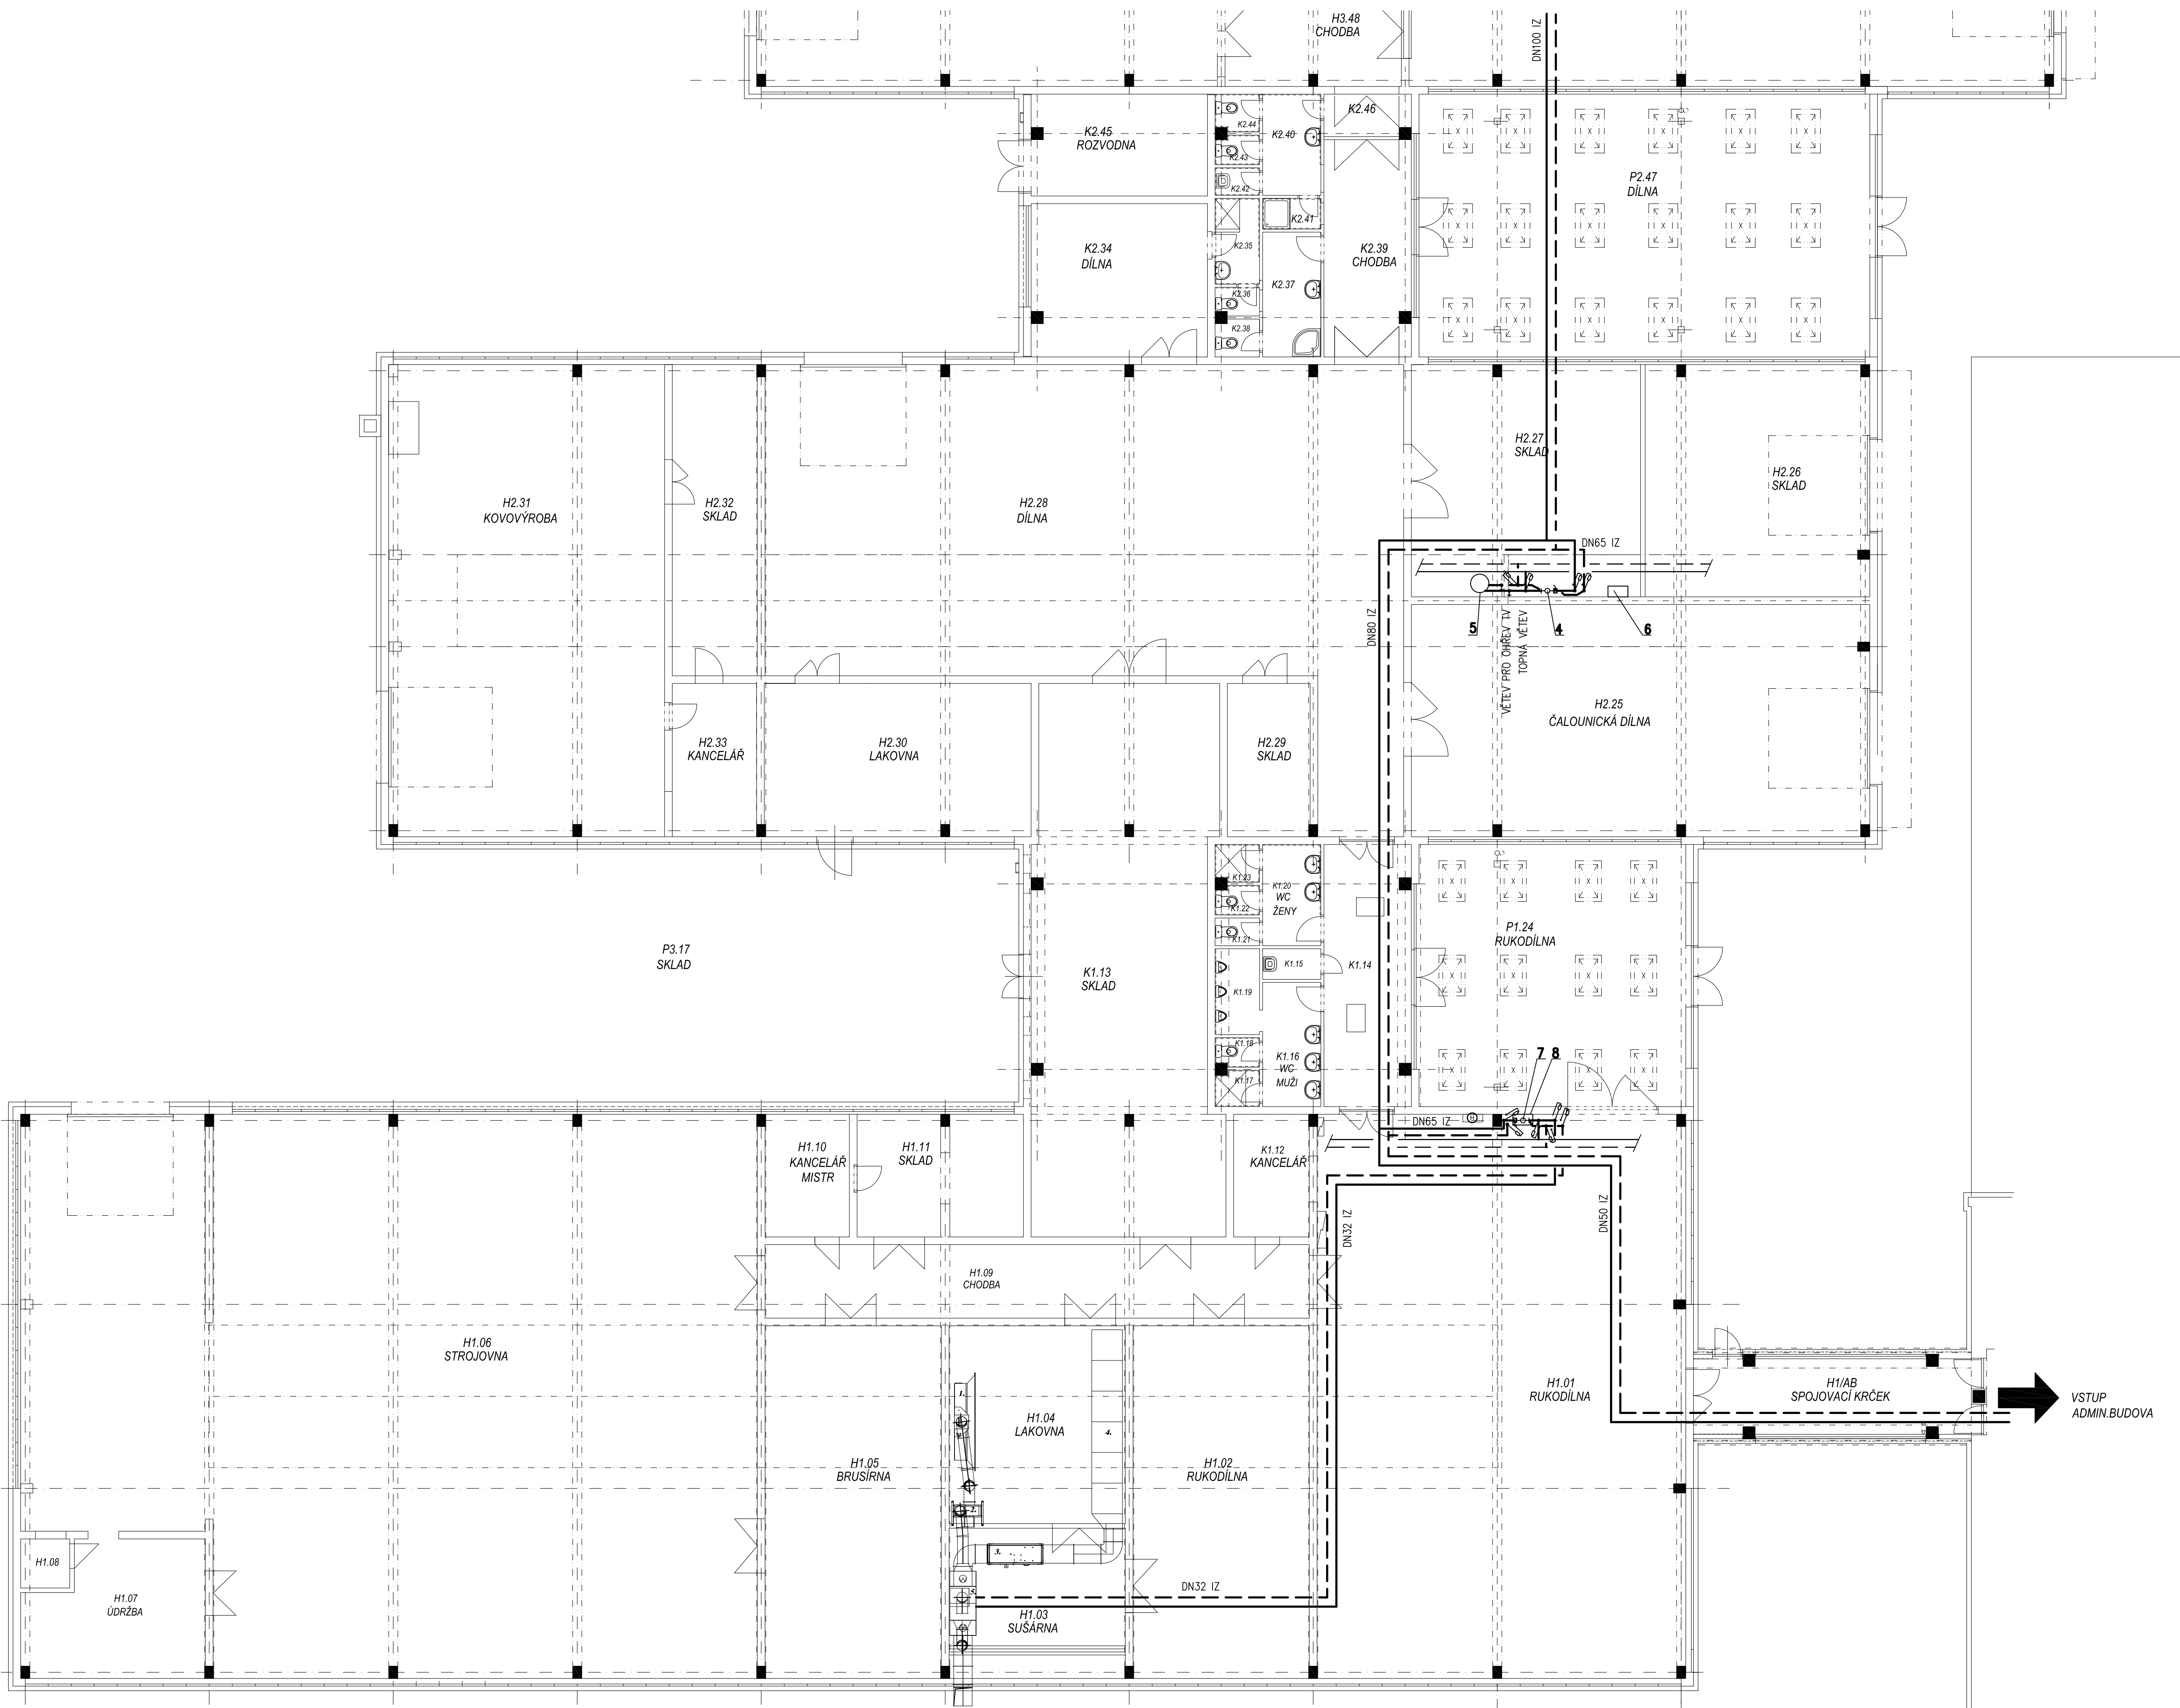 H3.48
CHODBA
DN100 IZ
K2.45
ROZVODNA
K2.44
K2.43
K2.42
K2.40
K2.46
K2.41
P2.47
DÍLNA
K2.34
DÍLNA
K2.35
K2.36
K2.38
K2.37
K2.39
CHODBA
H2.31
KOVOVÝROBA
H2.32
SKLAD
H2.28
DÍLNA
H2.27
SKLAD
H2.26
SKLAD
DN65 IZ
5
4
6
DN80 IZ
VĚTEV PRO OHŘEV TV
TOPNÁ VĚTEV
H2.33
KANCELÁŘ
H2.30
LAKOVNA
H2.29
SKLAD
H2.25
ČALOUNICKÁ DÍLNA
P3.17
SKLAD
K1.13
SKLAD
K1.23
K1.22
K1.21
K1.20
WC
ŽENY
K1.15
K1.14
K1.19
K1.18
K1.17
K1.16
WC
MUŽI
P1.24
RUKODÍLNA
7 8
DN65 IZ
H1.10
KANCELÁŘ
MISTR
H1.11
SKLAD
K1.12
KANCELÁŘ
DN32 IZ
DN50 IZ
H1.09
CHODBA
H1.06
STROJOVNA
H1.05
BRUSÍRNA
1.
H1.04
LAKOVNA
4.
2.
3.
5.
H1.02
RUKODÍLNA
H1.01
RUKODÍLNA
H1/AB
SPOJOVACÍ KRČEK
VSTUP
ADMIN.BUDOVA
H1.08
H1.07
ÚDRŽBA
H1.03
SUŠÁRNA
DN32 IZ